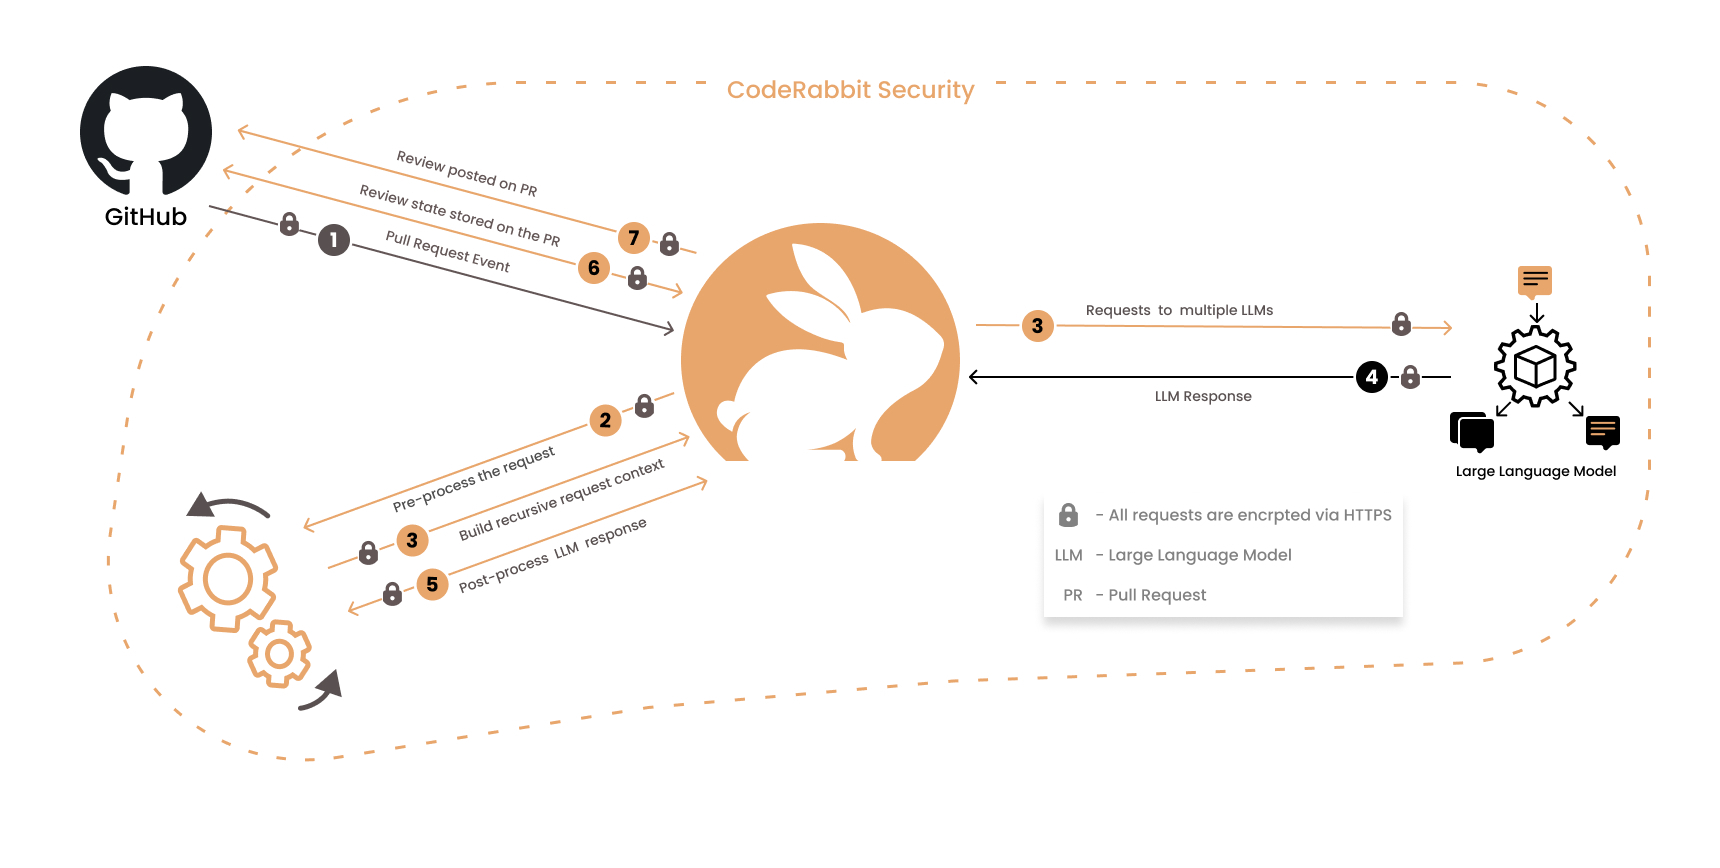 CodeRabbit Security
GitHub
Review posted on PR
7
Review state stored on the PR
6
1
Pull Request Event
3
Requests to multiple LLMs
4
LLM Response
Large Language Model
2
Pre-process the request
3
Build recursive request context
5
Post-process LLM response
- All requests are encrpted via HTTPS
LLM - Large Language Model
PR - Pull Request